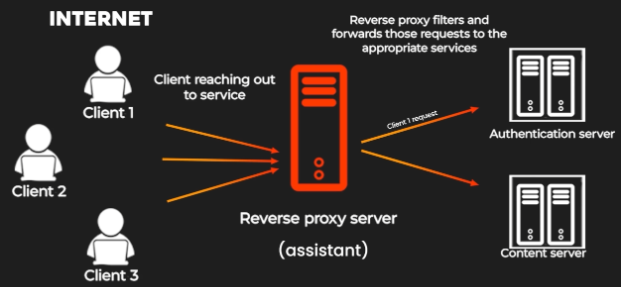 INTERNET
Reverse proxy filters and
forwards those requests to the
appropriate services
Client reaching out
to service
Client 1
Client 1 request
Authentication server
Client 2
Reverse proxy server
(assistant)
Content server
Client 3